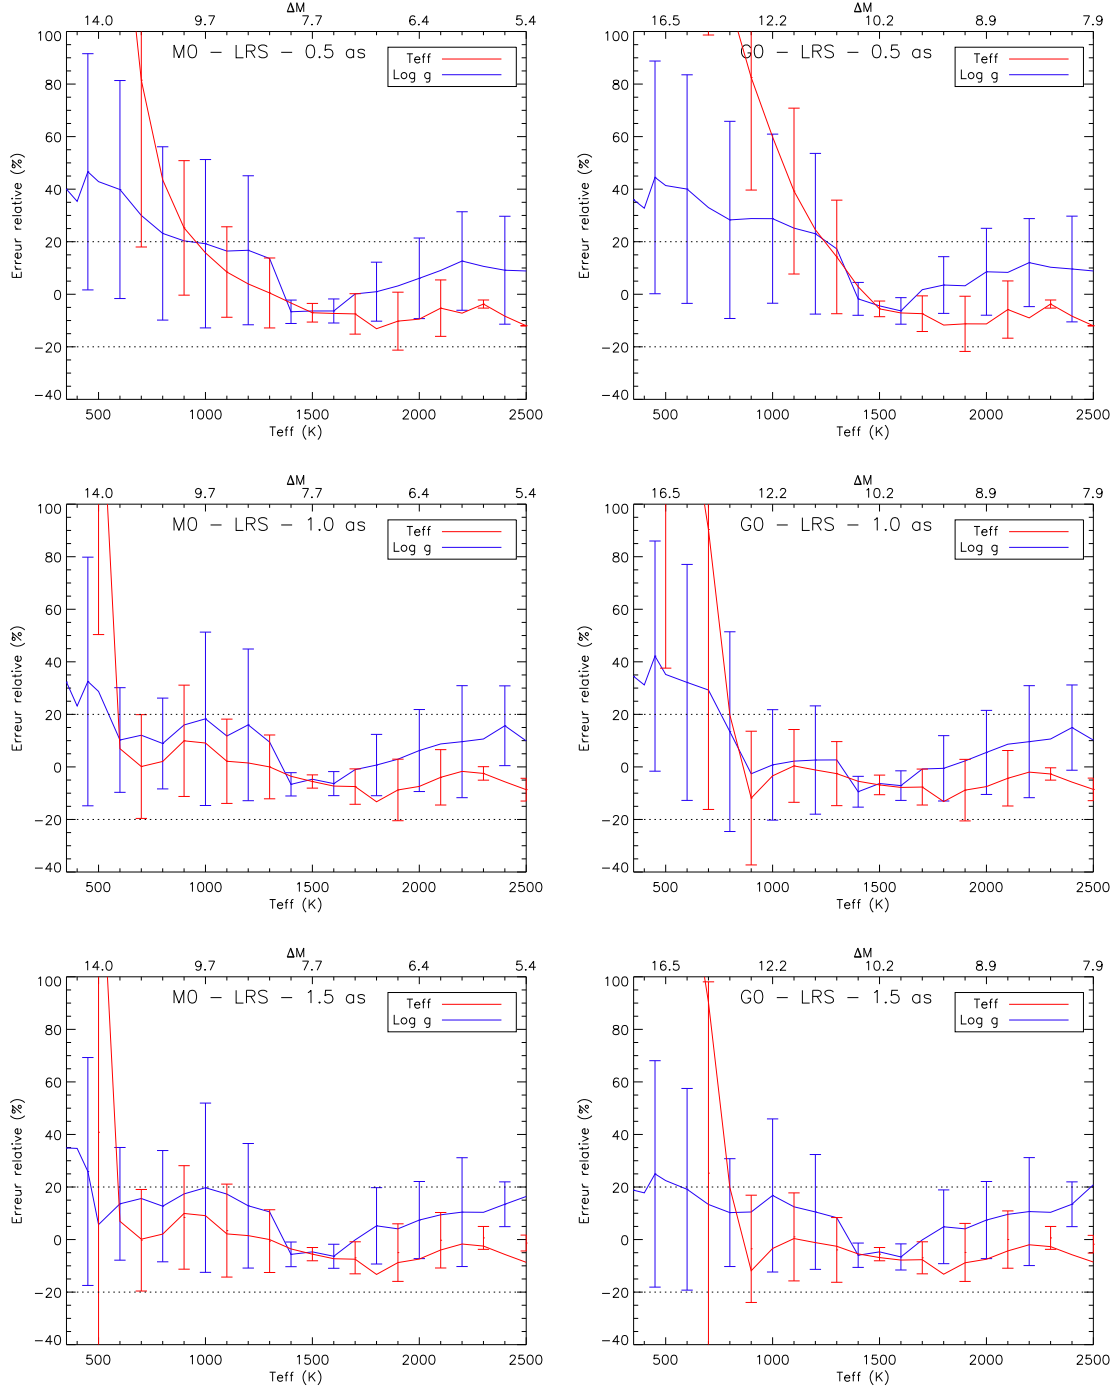 ΔM
14.0 9.7 7.7 6.4 5.4
M0 - LRS - 0.5 as
Teff
Log g
Erreur relative (%)
100
80
60
40
20
0
-20
-40
500 1000 1500 2000 2500
Teff (K)
ΔM
16.5 12.2 10.2 8.9 7.9
G0 - LRS - 0.5 as
Teff
Log g
Erreur relative (%)
100
80
60
40
20
0
-20
-40
500 1000 1500 2000 2500
Teff (K)
ΔM
14.0 9.7 7.7 6.4 5.4
M0 - LRS - 1.0 as
Teff
Log g
Erreur relative (%)
100
80
60
40
20
0
-20
-40
500 1000 1500 2000 2500
Teff (K)
ΔM
16.5 12.2 10.2 8.9 7.9
G0 - LRS - 1.0 as
Teff
Log g
Erreur relative (%)
100
80
60
40
20
0
-20
-40
500 1000 1500 2000 2500
Teff (K)
ΔM
14.0 9.7 7.7 6.4 5.4
M0 - LRS - 1.5 as
Teff
Log g
Erreur relative (%)
100
80
60
40
20
0
-20
-40
500 1000 1500 2000 2500
Teff (K)
ΔM
16.5 12.2 10.2 8.9 7.9
G0 - LRS - 1.5 as
Teff
Log g
Erreur relative (%)
100
80
60
40
20
0
-20
-40
500 1000 1500 2000 2500
Teff (K)